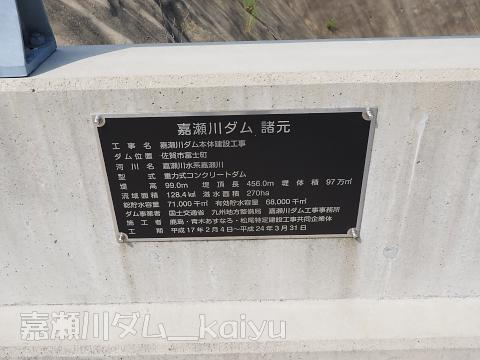 嘉瀬川ダム 諸元
工事名 嘉瀬川ダム本体建設工事
ダム位置 佐賀市富士町
河川 嘉瀬川水系嘉瀬川
型式 重力式コンクリートダム
堤高 99.0m 堤頂長 456.0m 堤体積 97万㎥
流域面積 128.4㎢ 湛水面積 270ha
総貯水容量 71,000千㎥ 有効貯水容量 68,000千㎥
ダム事業者 国土交通省 九州地方整備局 嘉瀬川ダム工事事務所
施工者 鹿島・青木あすなろ・松尾特定建設工事共同企業体
工期 平成17年2月4日〜平成24年3月31日
嘉瀬川ダム__kaiyu